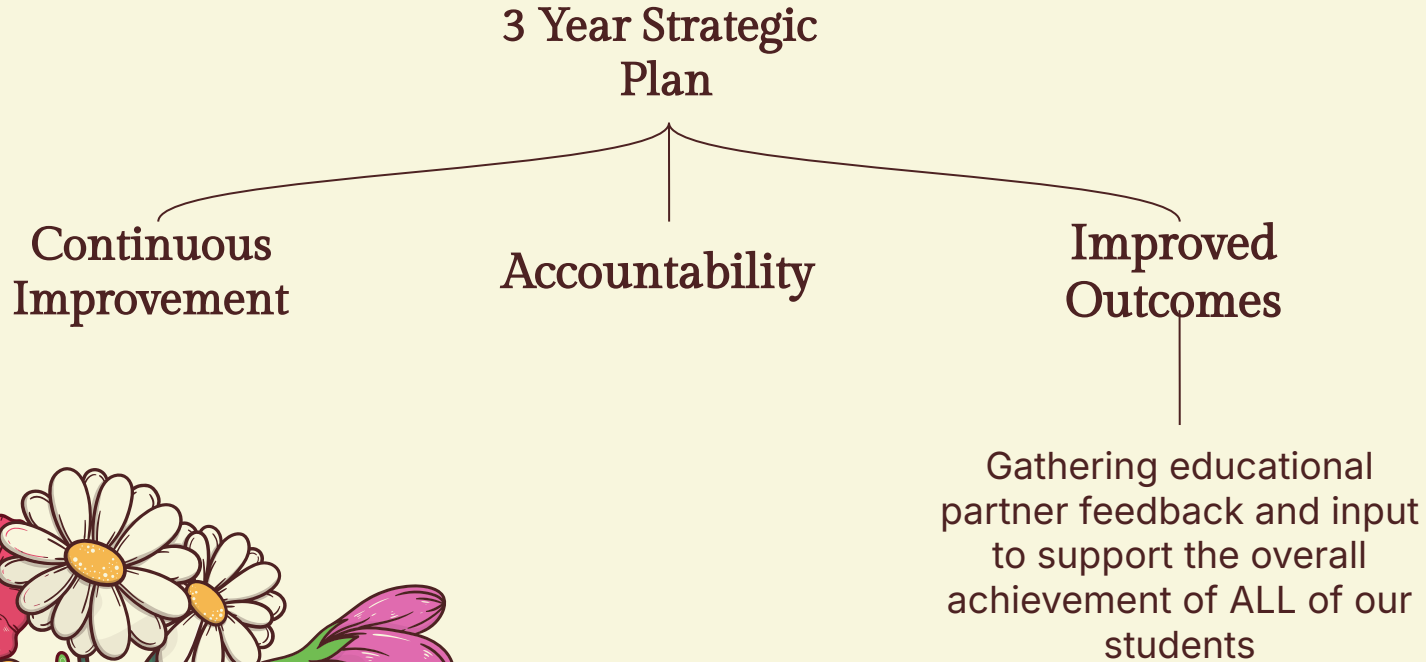 3 Year Strategic
Plan
Continuous
Improvement
Accountability
Improved
Outcomes
Gathering educational
partner feedback and input
to support the overall
achievement of ALL of our
students